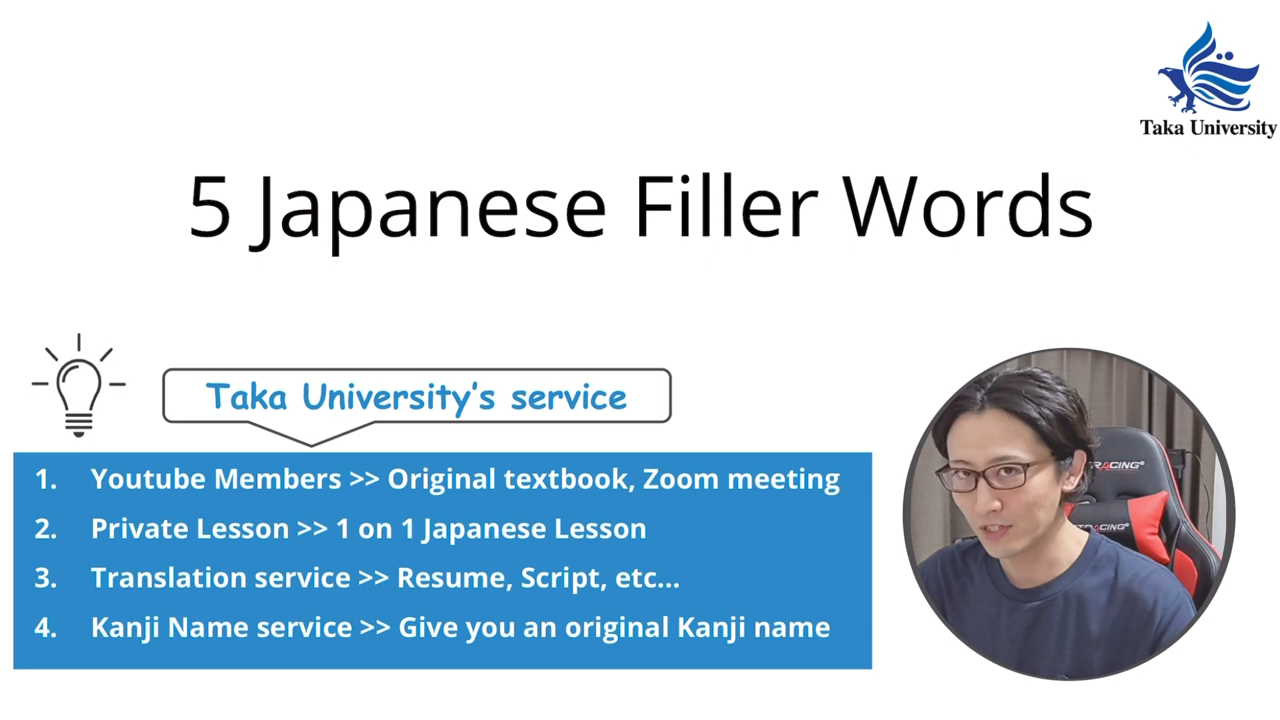 Taka University
5 Japanese Filler Words
Taka University's service
1. Youtube Members >> Original textbook, Zoom meeting
2. Private Lesson >> 1 on 1 Japanese Lesson
3. Translation service >> Resume, Script, etc...
4. Kanji Name service >> Give you an original Kanji name
RACING
TRACING